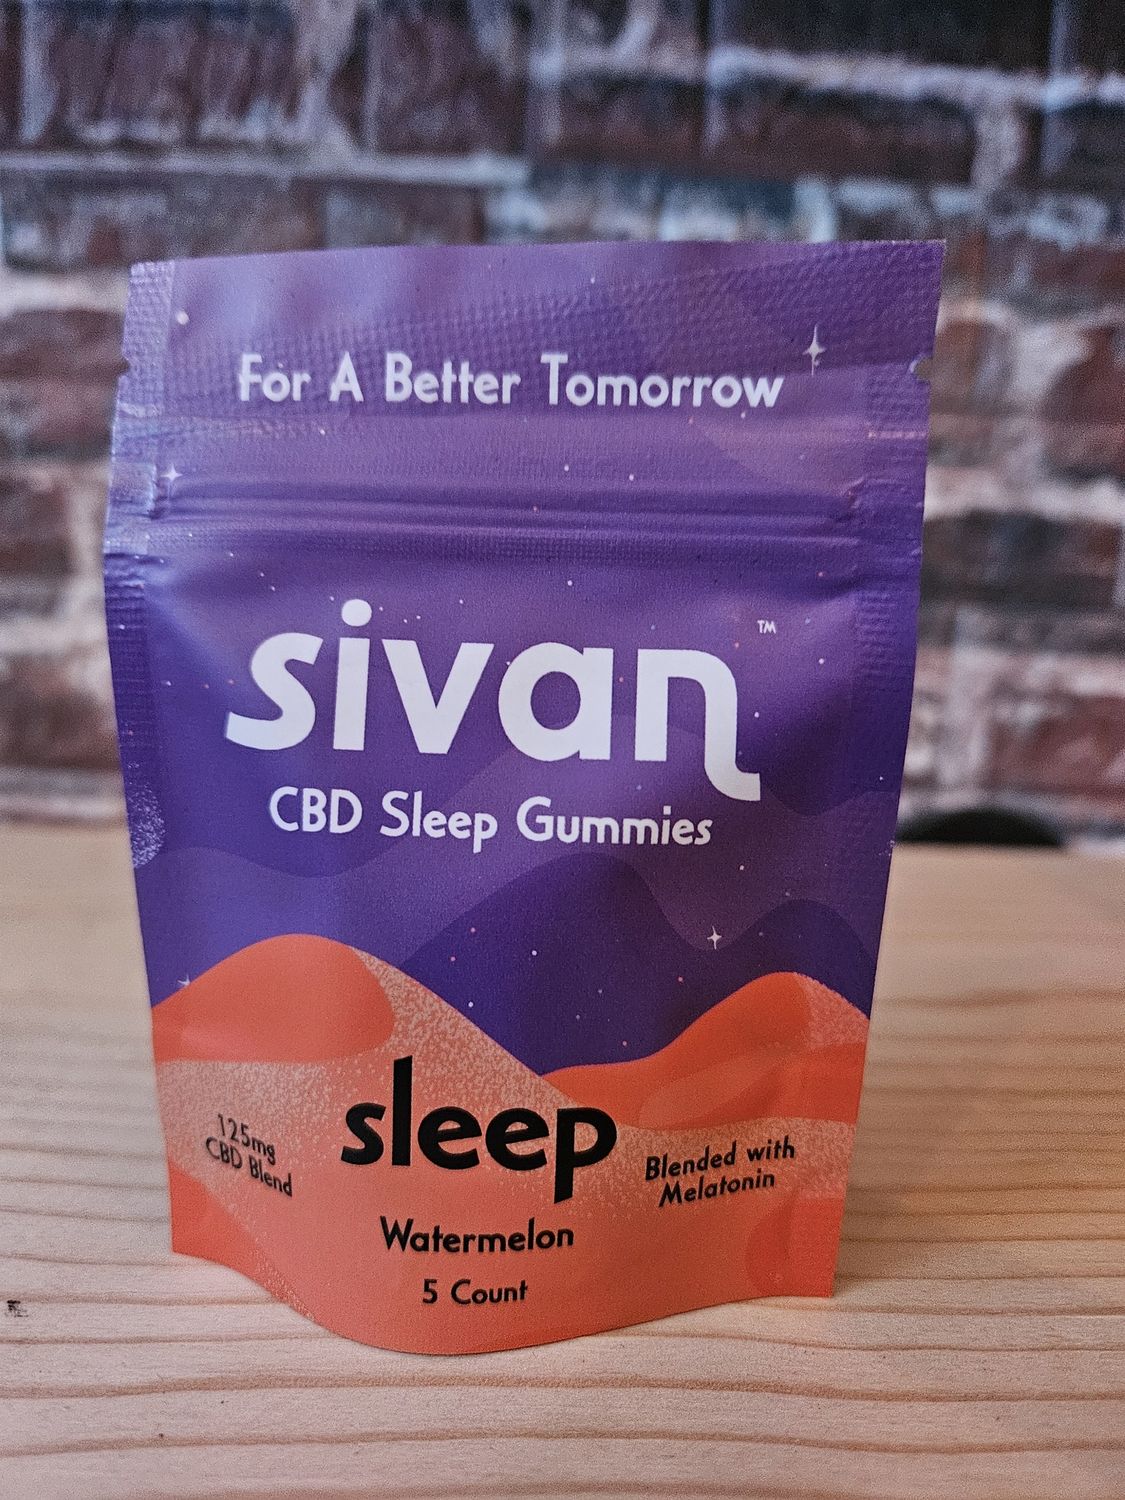 For A Better Tomorrow
sivan™
CBD Sleep Gummies
sleep
125mg
CBD Blend
Blended with
Melatonin
Watermelon
5 Count